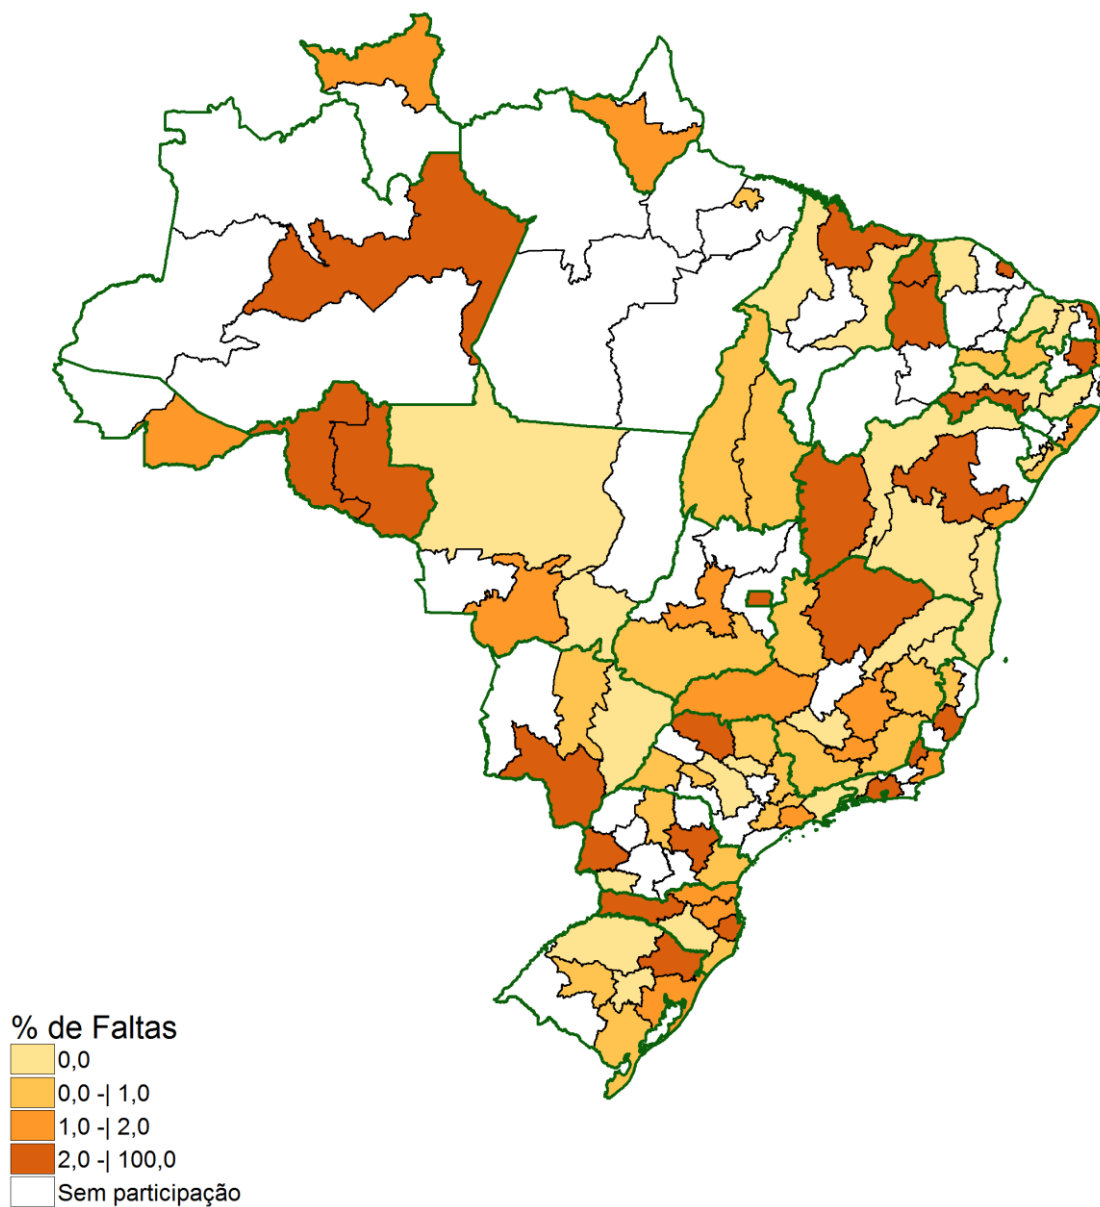 % de Faltas
0,0
0,0 -| 1,0
1,0 -| 2,0
2,0 -| 100,0
Sem participação